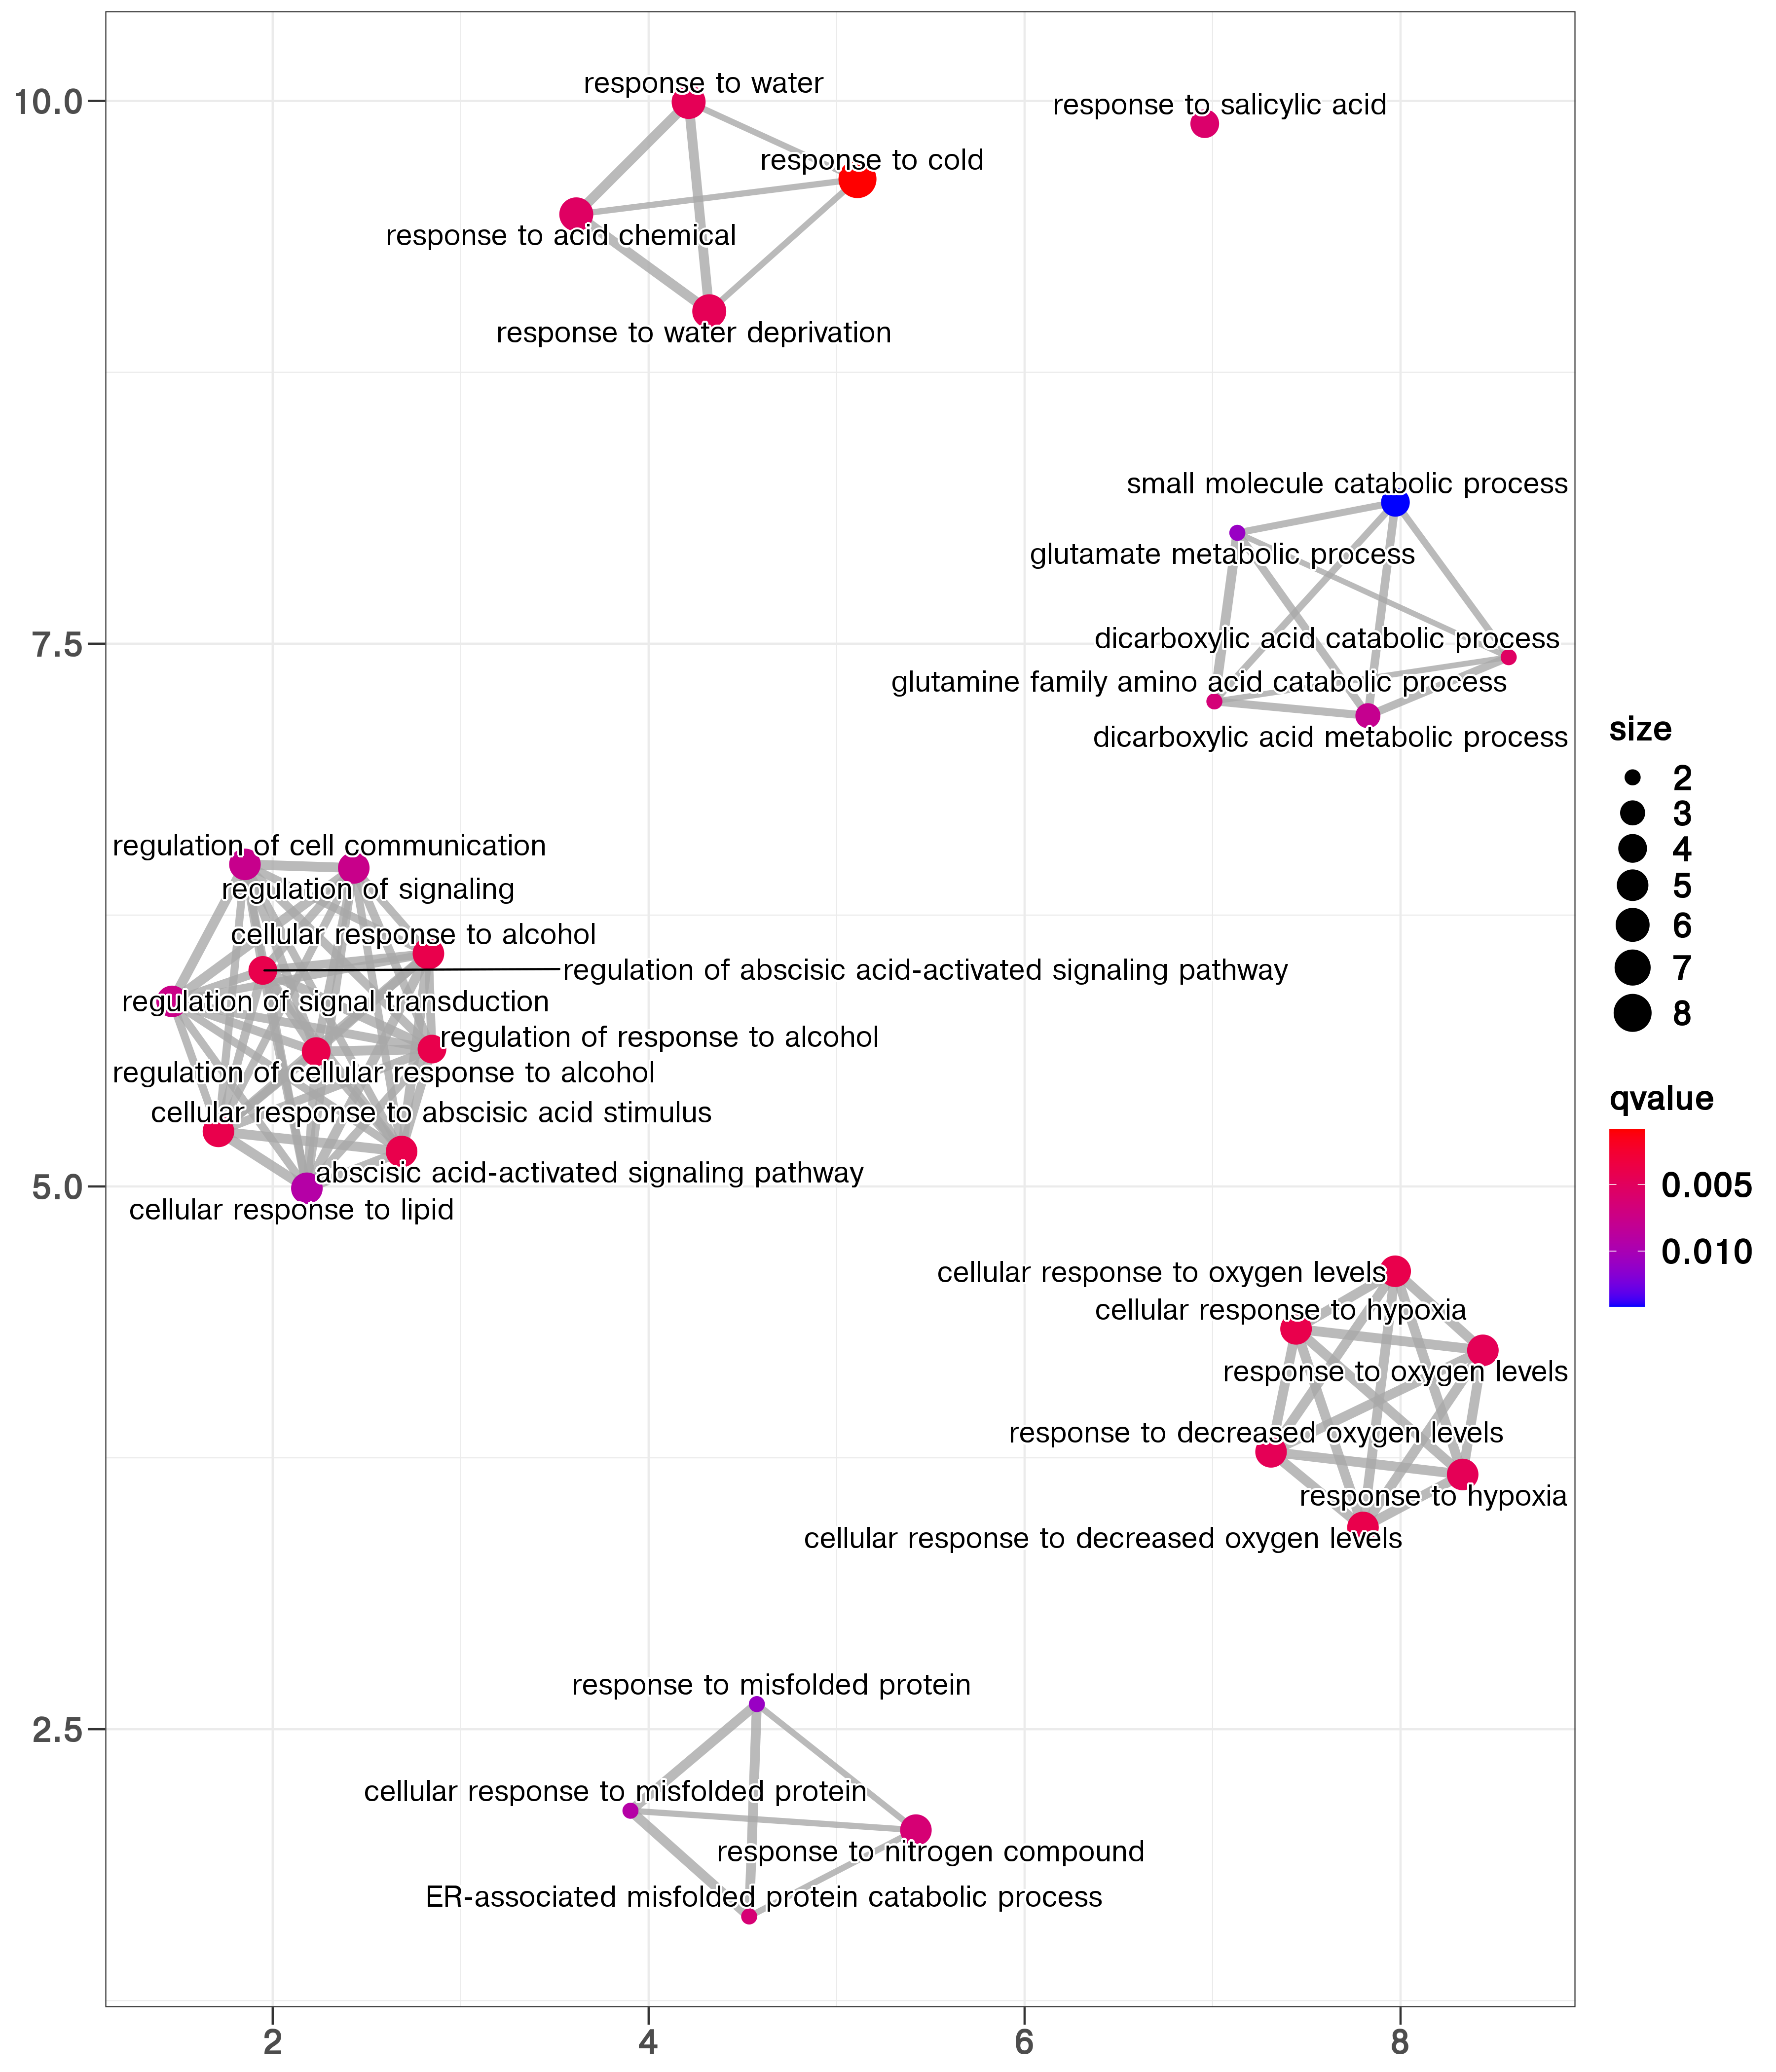 response to water
10.0
response to salicylic acid
response to cold
response to acid chemical
response to water deprivation
small molecule catabolic process
glutamate metabolic process
7.5
dicarboxylic acid catabolic process
glutamine family amino acid catabolic process
dicarboxylic acid metabolic process
size
2
3
4
5
6
7
8
regulation of cell communication
regulation of signaling
cellular response to alcohol
regulation of abscisic acid-activated signaling pathway
regulation of signal transduction
regulation of response to alcohol
regulation of cellular response to alcohol
cellular response to abscisic acid stimulus
abscisic acid-activated signaling pathway
5.0
cellular response to lipid
qvalue
0.005
0.010
cellular response to oxygen levels
cellular response to hypoxia
response to oxygen levels
response to decreased oxygen levels
response to hypoxia
cellular response to decreased oxygen levels
response to misfolded protein
2.5
cellular response to misfolded protein
response to nitrogen compound
ER-associated misfolded protein catabolic process
2 4 6 8